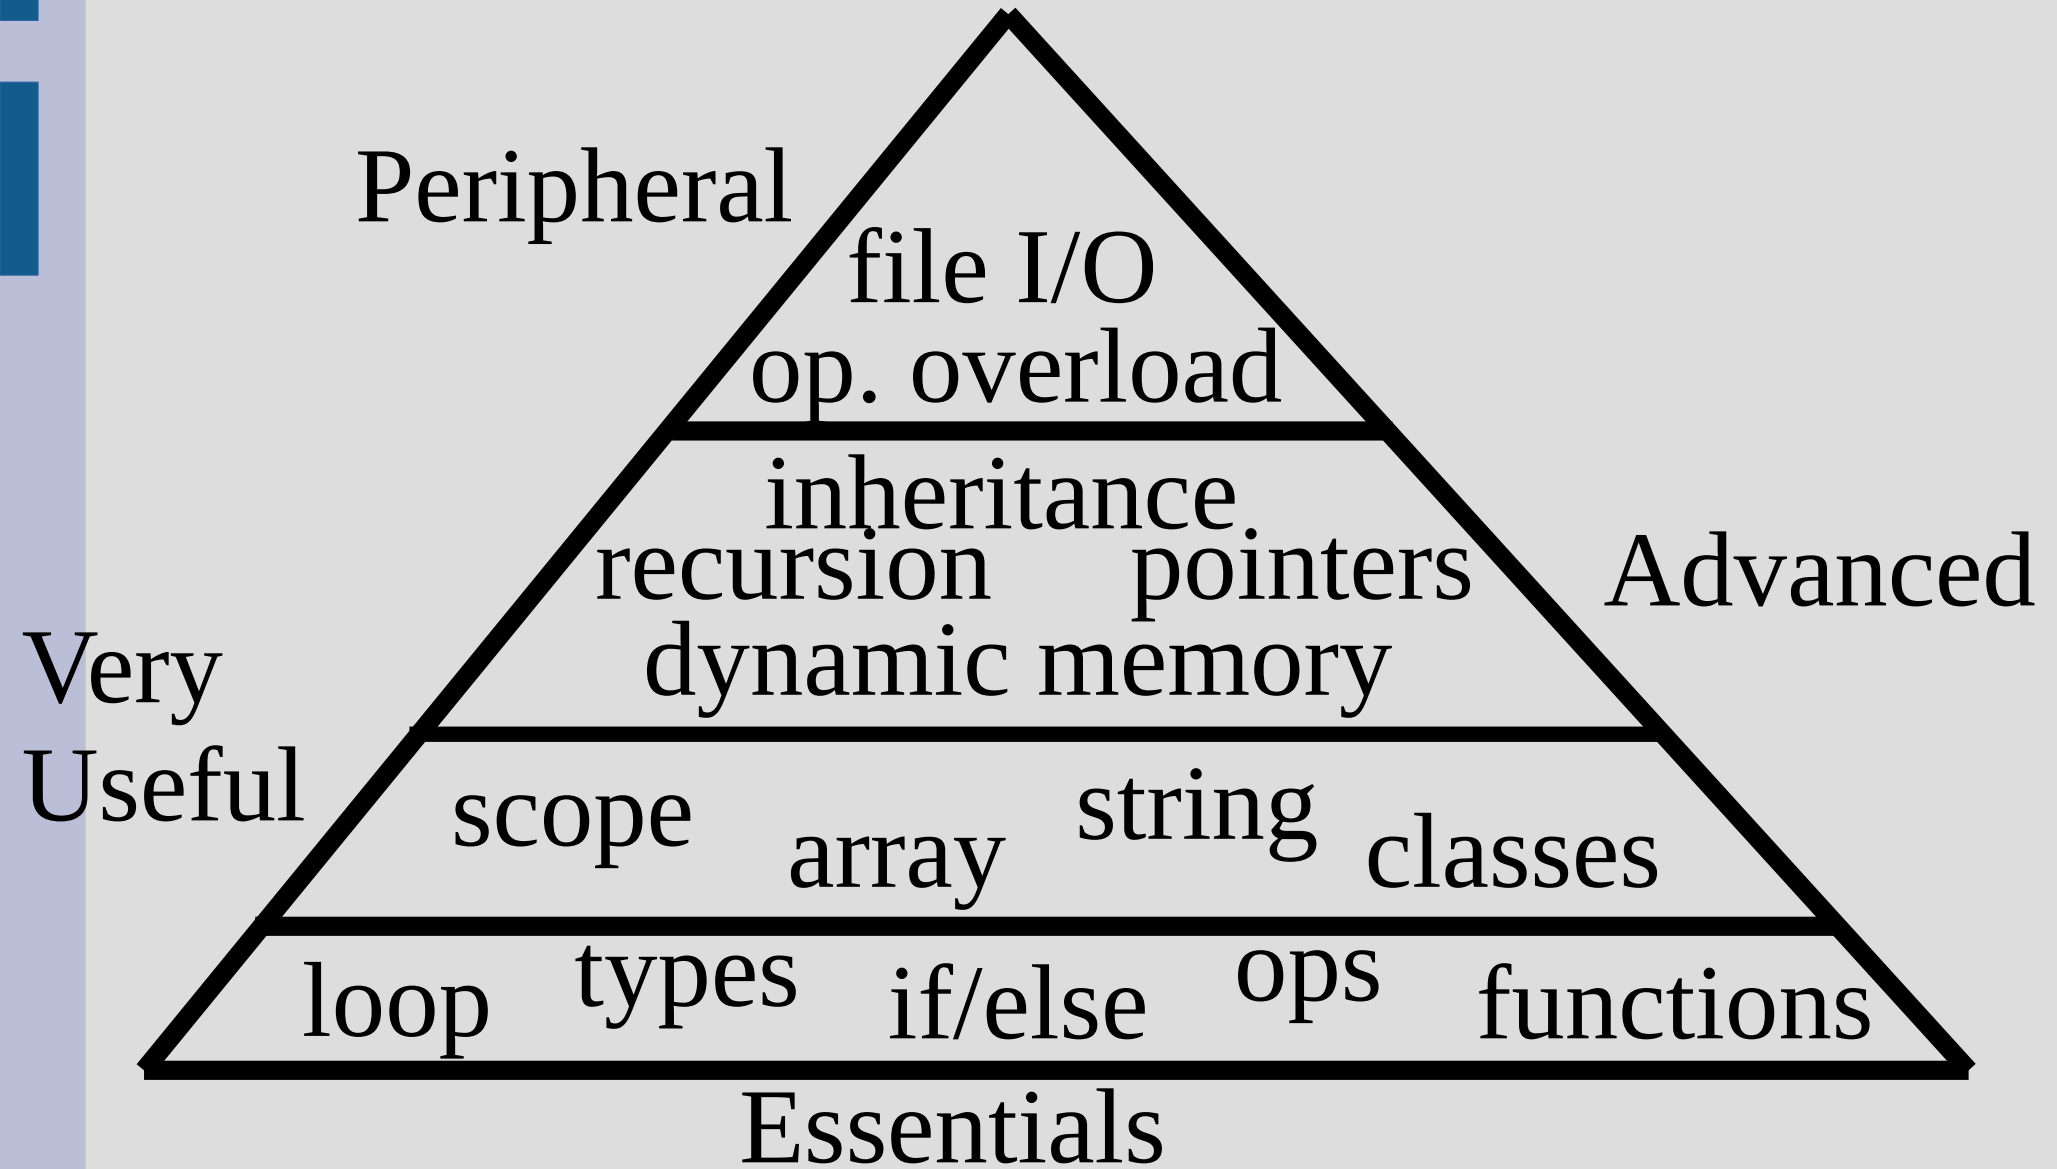 Peripheral
file I/O
op. overload
inheritance
recursion pointers
Advanced
dynamic memory
Very
Useful
scope array string classes
loop types if/else ops functions
Essentials